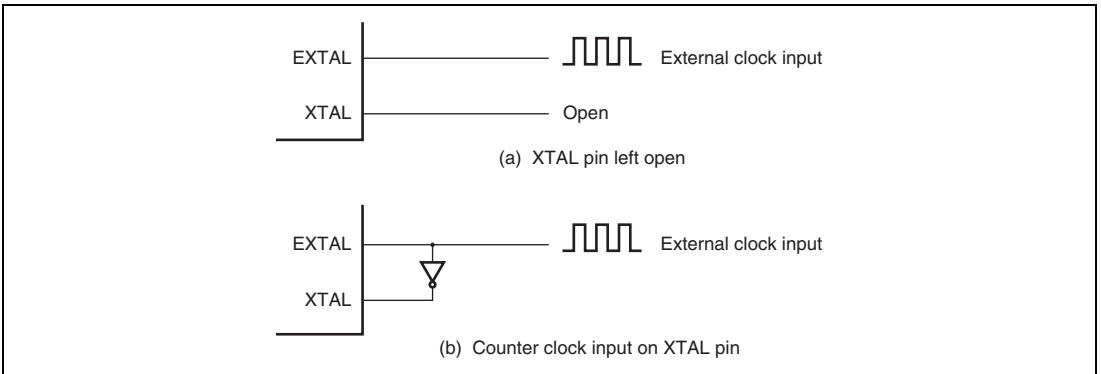 EXTAL External clock input
XTAL Open
(a) XTAL pin left open
EXTAL External clock input
XTAL
(b) Counter clock input on XTAL pin